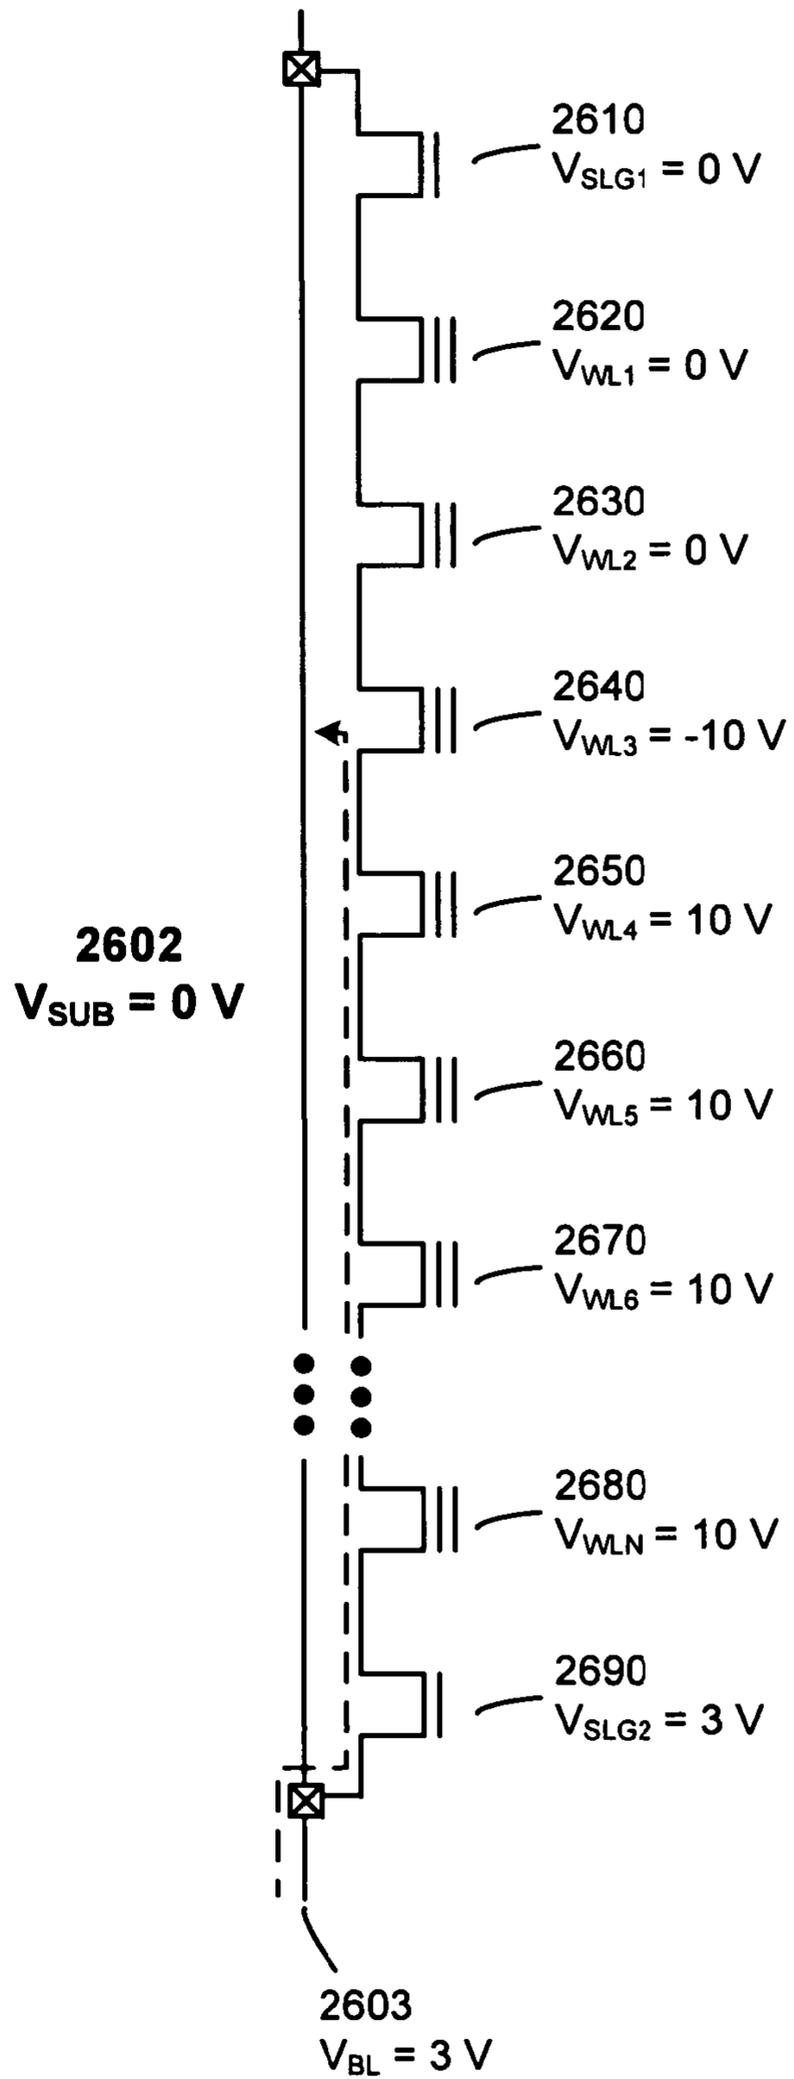 2610
VSLG1 = 0 V
2620
VWL1 = 0 V
2630
VWL2 = 0 V
2640
VWL3 = -10 V
2650
VWL4 = 10 V
2602
VSUB = 0 V
2660
VWL5 = 10 V
2670
VWL6 = 10 V
2680
VWLN = 10 V
2690
VSLG2 = 3 V
2603
VBL = 3 V